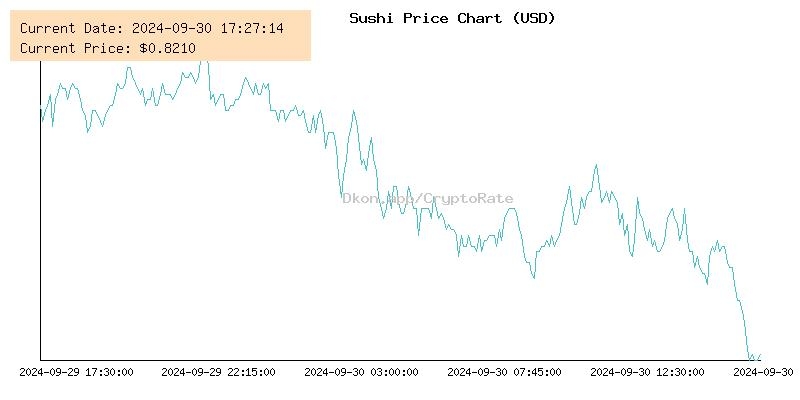 Sushi Price Chart (USD)
Current Date: 2024-09-30 17:27:14
Current Price: $0.8210
Dkon.app/CryptoRate
2024-09-29 17:30:00 2024-09-29 22:15:00 2024-09-30 03:00:00 2024-09-30 07:45:00 2024-09-30 12:30:00 2024-09-30